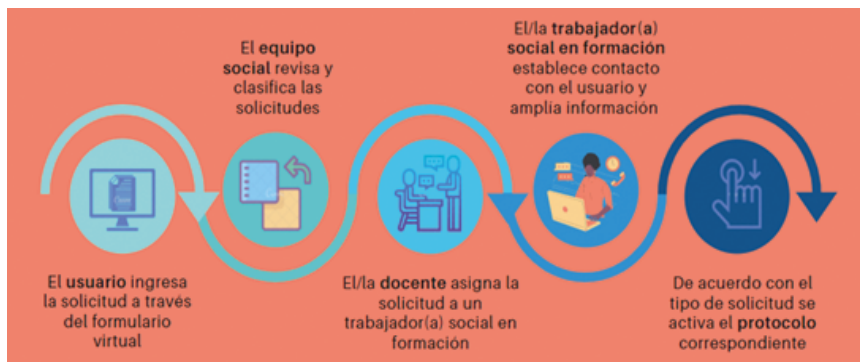 El usuario ingresa
la solicitud a través
del formulario
virtual
El equipo
social revisa y
clasifica las
solicitudes
El/la docente asigna la
solicitud a un
trabajador(a) social en
formación
El/la trabajador(a)
social en formación
establece contacto
con el usuario y
amplía información
De acuerdo con el
tipo de solicitud se
activa el protocolo
correspondiente